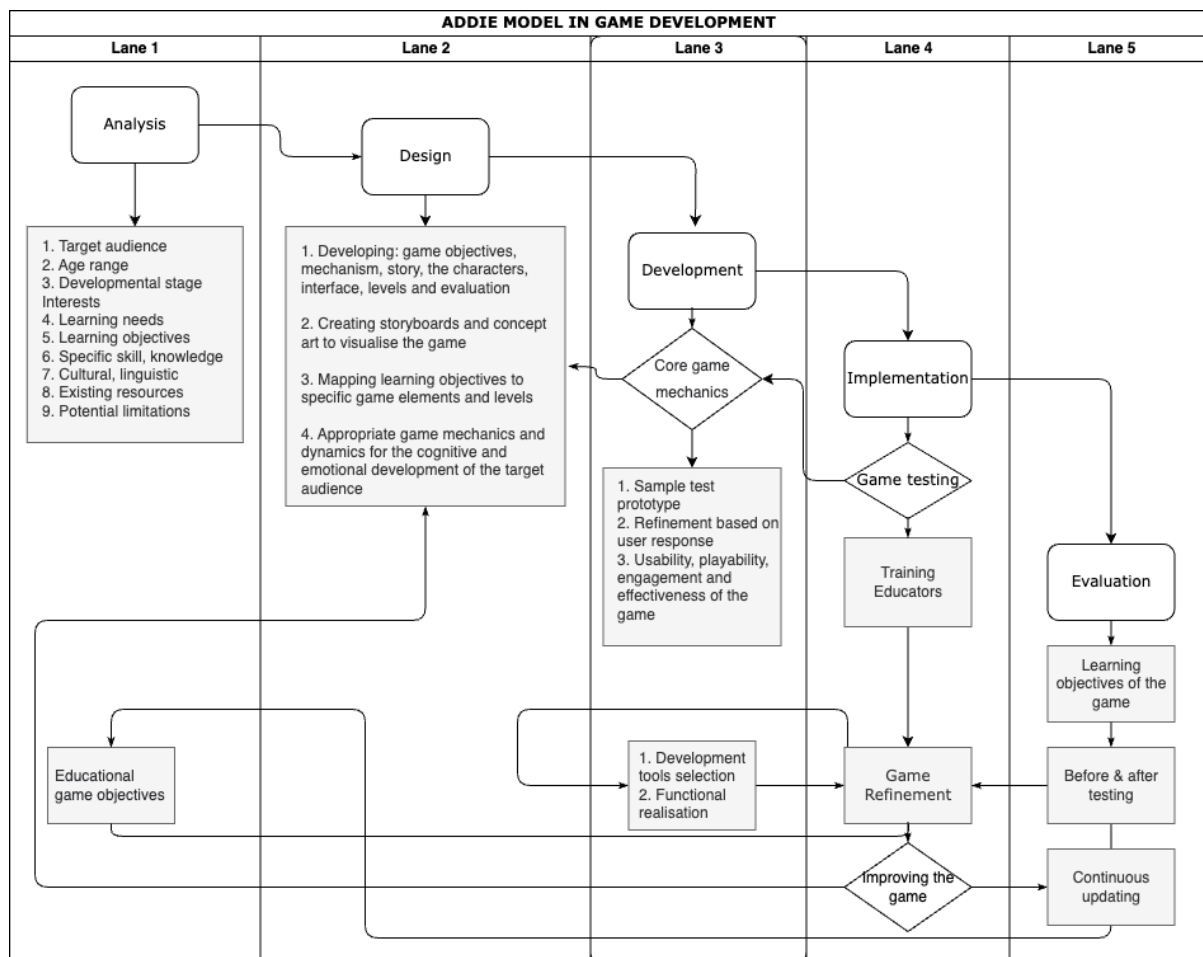 ADDIE MODEL IN GAME DEVELOPMENT
Lane 1
Lane 2
Lane 3
Lane 4
Lane 5
Analysis
1. Target audience
2. Age range
3. Developmental stage
Interests
4. Learning needs
5. Learning objectives
6. Specific skill, knowledge
7. Cultural, linguistic
8. Existing resources
9. Potential limitations
Educational
game objectives
Design
1. Developing: game objectives,
mechanism, story, the characters,
interface, levels and evaluation
2. Creating storyboards and concept
art to visualise the game
3. Mapping learning objectives to
specific game elements and levels
4. Appropriate game mechanics and
dynamics for the cognitive and
emotional development of the target
audience
Development
Core game
mechanics
1. Sample test
prototype
2. Refinement based on
user response
3. Usability, playability,
engagement and
effectiveness of the
game
1. Development
tools selection
2. Functional
realisation
Implementation
Game testing
Training
Educators
Game
Refinement
Improving the
game
Evaluation
Learning
objectives of the
game
Before & after
testing
Continuous
updating